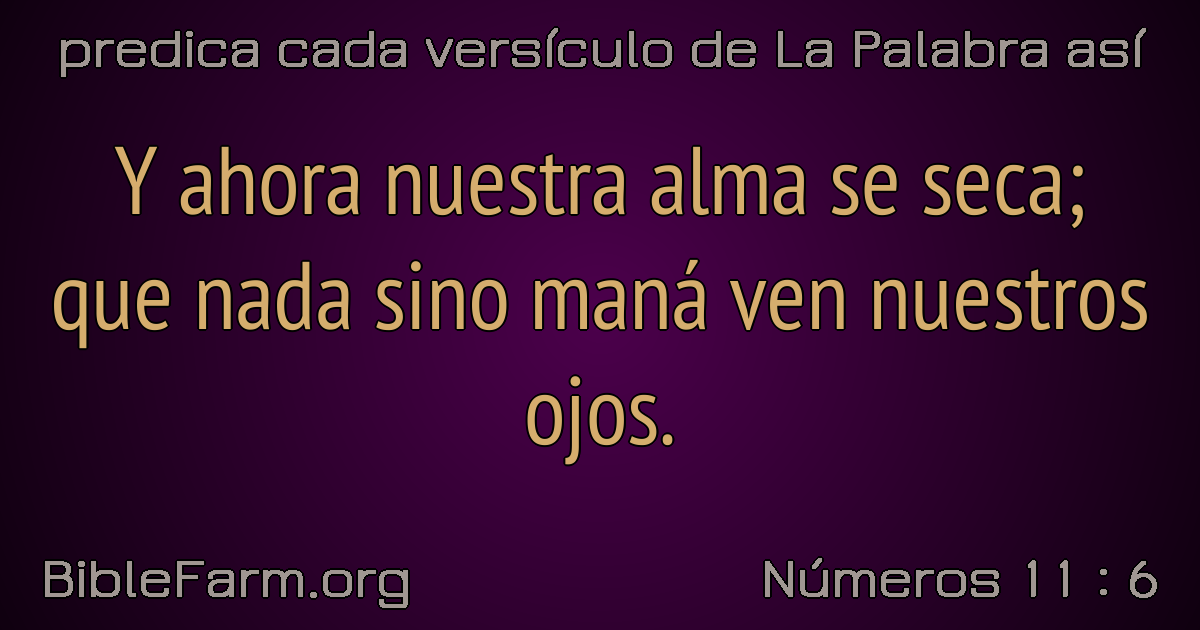 predica cada versículo de La Palabra así
Y ahora nuestra alma se seca;
que nada sino maná ven nuestros
ojos.
BibleFarm.org
Números 11 : 6